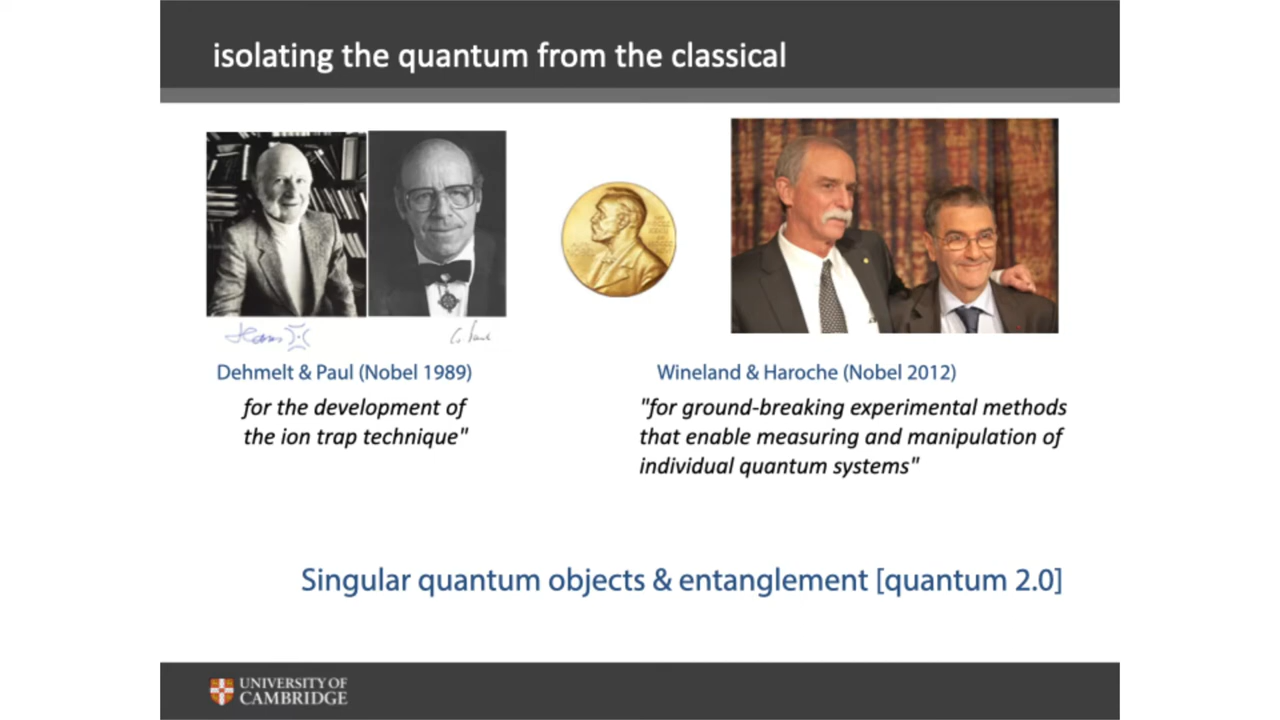 isolating the quantum from the classical
Dehmelt & Paul (Nobel 1989)
for the development of
the ion trap technique"
Wineland & Haroche (Nobel 2012)
"for ground-breaking experimental methods
that enable measuring and manipulation of
individual quantum systems"
Singular quantum objects & entanglement [quantum 2.0]
UNIVERSITY OF
CAMBRIDGE